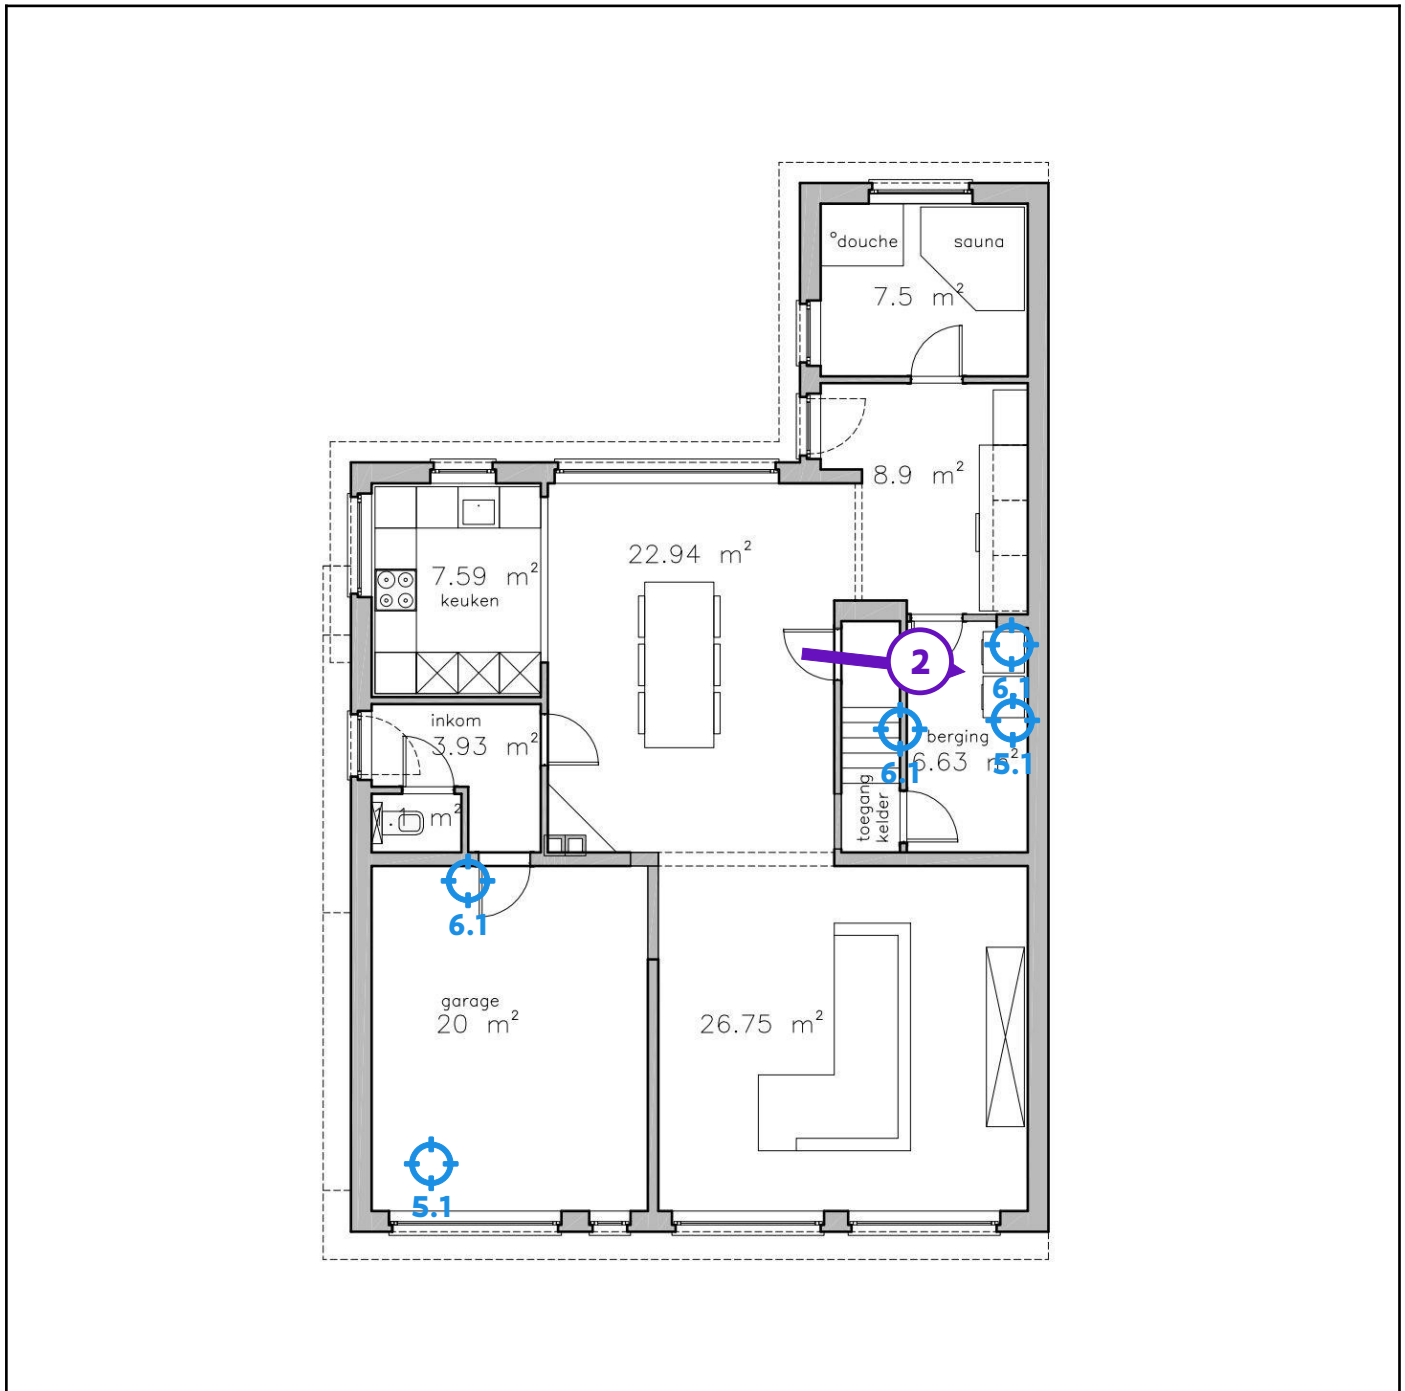 douche
sauna
7.5 m²
8.9 m²
22.94 m²
7.59 m²
keuken
2
6.1
inkom
3.93 m²
6.1
berging
6.63 m²
5.1
1 m²
toegang
kelder
6.1
garage
20 m²
26.75 m²
5.1